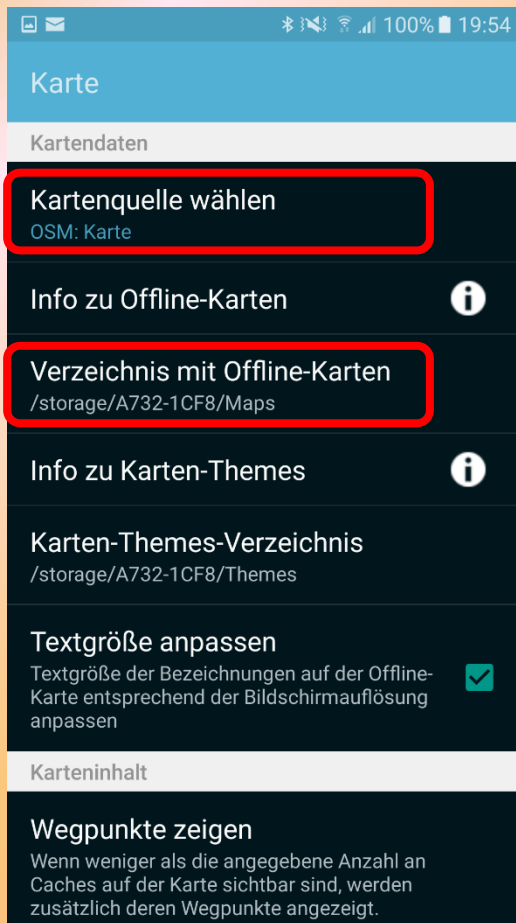 100% 19:54
Karte
Kartendaten
Kartenquelle wählen
OSM: Karte
Info zu Offline-Karten
Verzeichnis mit Offline-Karten
/storage/A732-1CF8/Maps
Info zu Karten-Themes
Karten-Themes-Verzeichnis
/storage/A732-1CF8/Themes
Textgröße anpassen
Textgröße der Bezeichnungen auf der Offline-
Karte entsprechend der Bildschirmauflösung
anpassen
Karteninhalt
Wegpunkte zeigen
Wenn weniger als die angegebene Anzahl an
Caches auf der Karte sichtbar sind, werden
zusätzlich deren Wegpunkte angezeigt.